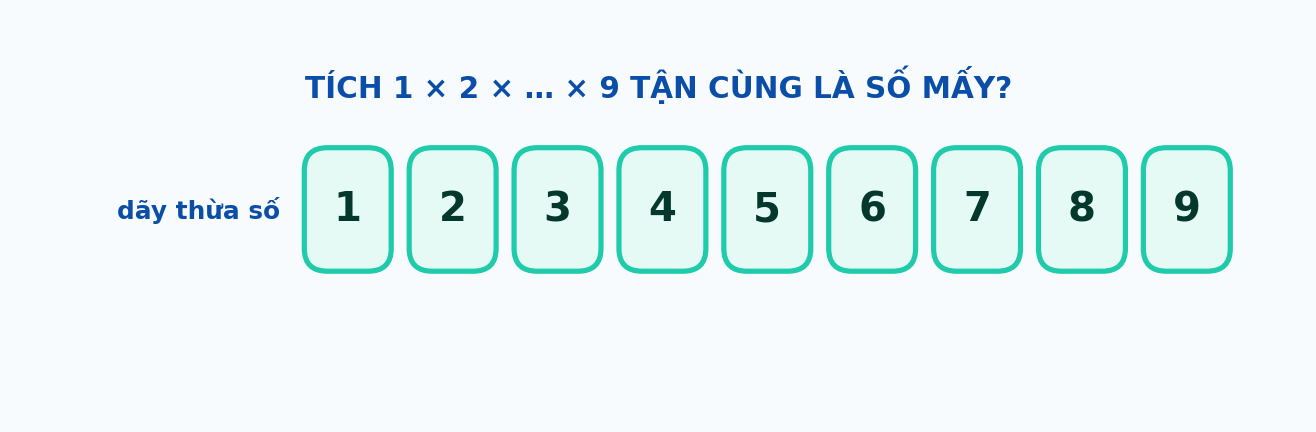 TÍCH 1 × 2 × … × 9 TẬN CÙNG LÀ SỐ MẤY?
dãy thừa số 1 2 3 4 5 6 7 8 9